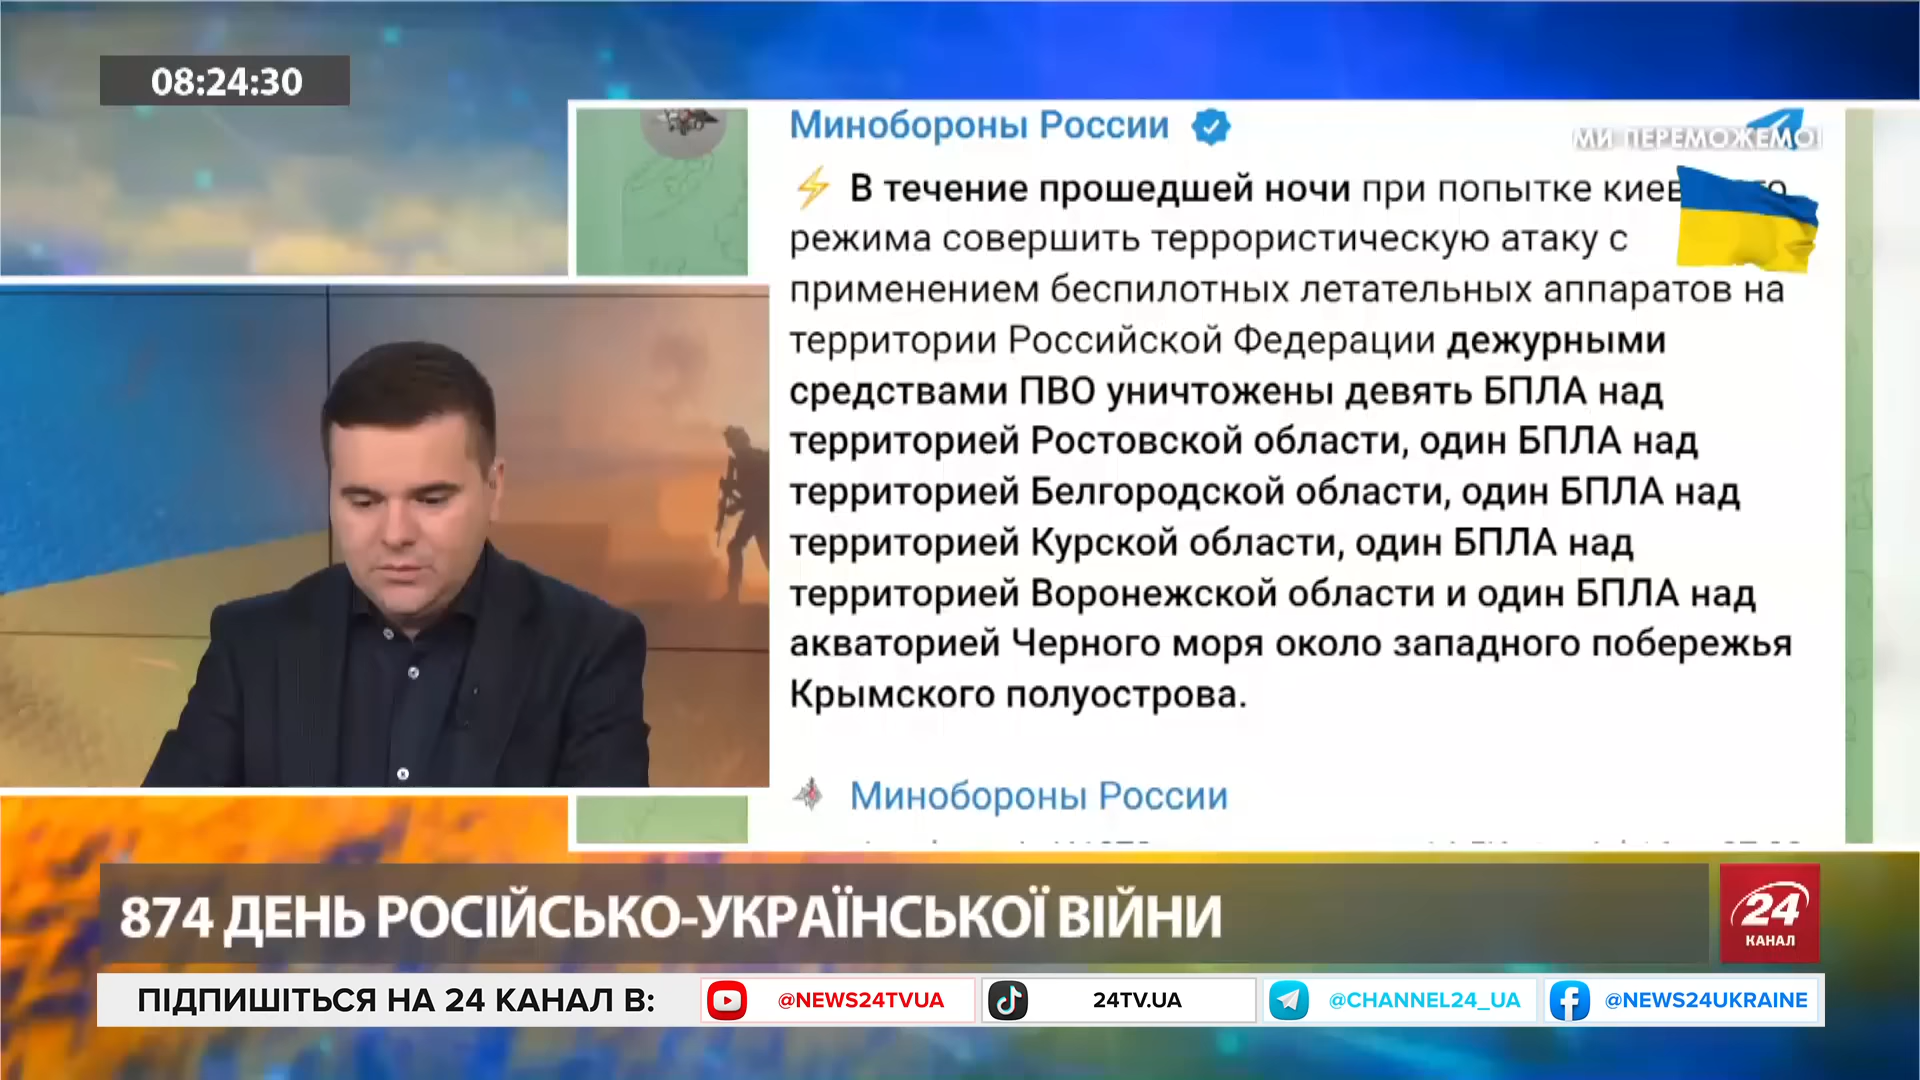 08:24:30
Минобороны России
МИ ПЕРЕМОЖЕМО!
В течение прошедшей ночи при попытке
режима совершить террористическую атаку с
применением беспилотных летательных аппаратов на
территории Российской Федерации дежурными
средствами ПВО уничтожены девять БПЛА над
территорией Ростовской области, один БПЛА над
территорией Белгородской области, один БПЛА над
территорией Курской области, один БПЛА над
территорией Воронежской области и один БПЛА над
акваторией Черного моря около западного побережья
Крымского полуострова.
Минобороны России
874 ДЕНЬ РОСІЙСЬКО-УКРАЇНСЬКОЇ ВІЙНИ
24
КАНАЛ
ПІДПИШІТЬСЯ НА 24 КАНАЛ В:
@NEWS24TVUA
24TV.UA
@CHANNEL24_UA
@NEWS24UKRAINE